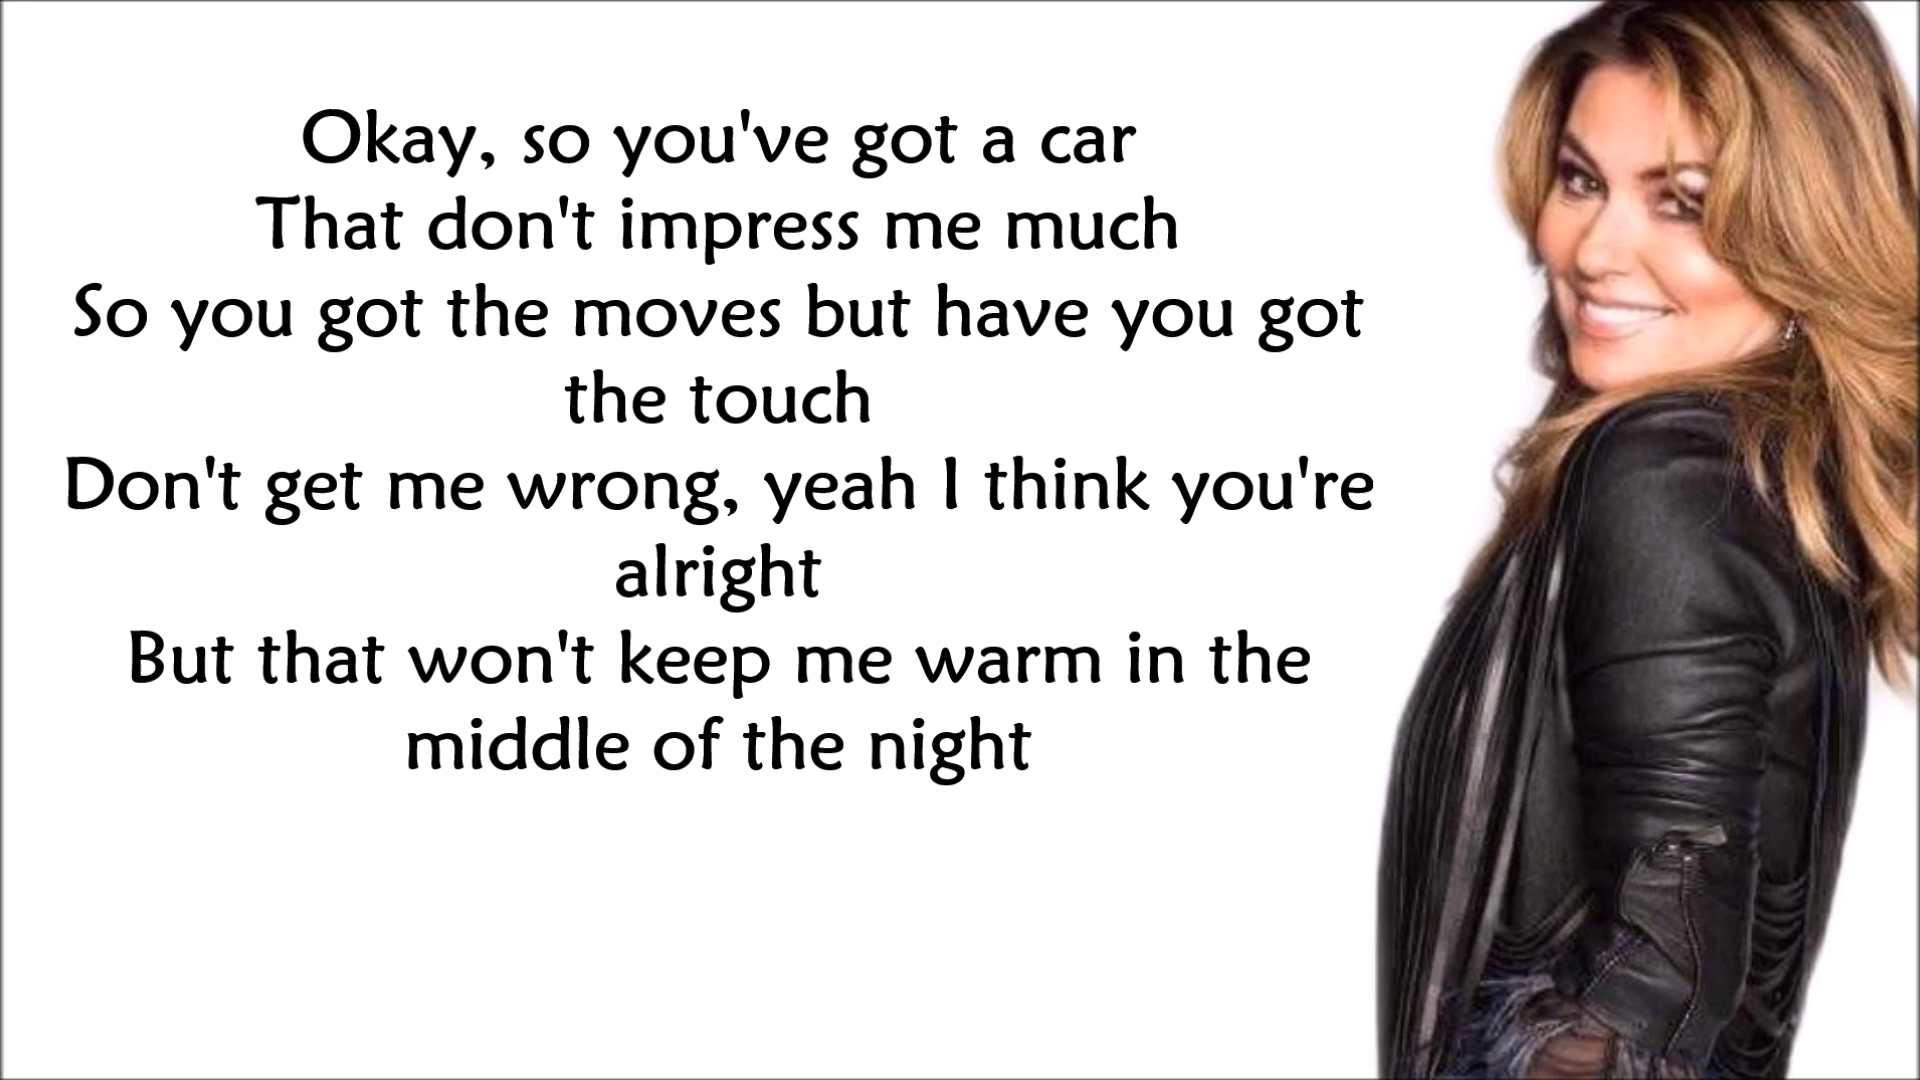 Okay, so you've got a car
That don't impress me much
So you got the moves but have you got
the touch
Don't get me wrong, yeah I think you're
alright
But that won't keep me warm in the
middle of the night